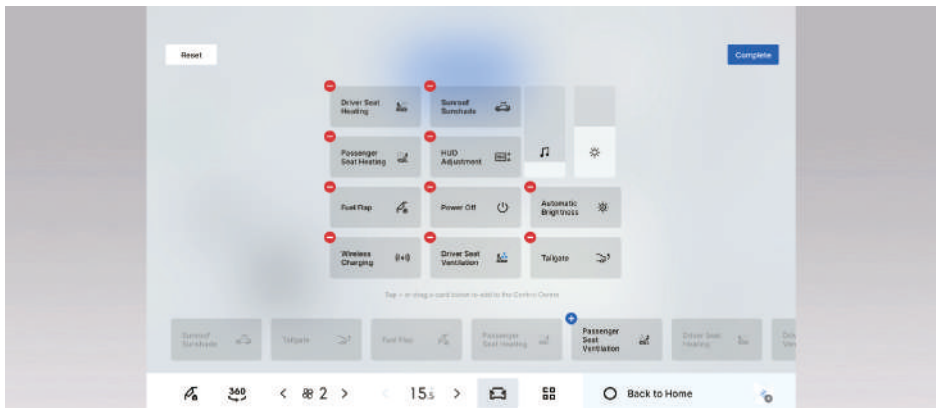 Reset
Complete
Driver Seat
Heating
Sunroof
Sunshade
Passenger
Seat Heating
HUD
Adjustment
Fuel Flap
Power Off
Automatic
Brightness
Wireless
Charging
Driver Seat
Ventilation
Tailgate
Tap + or drag a card below to add to the Control Centre
Sunroof
Sunshade
Tailgate
Fuel Flap
Passenger
Seat Heating
Passenger
Seat
Ventilation
Driver Seat
Heating
360
2
15.5
Back to Home